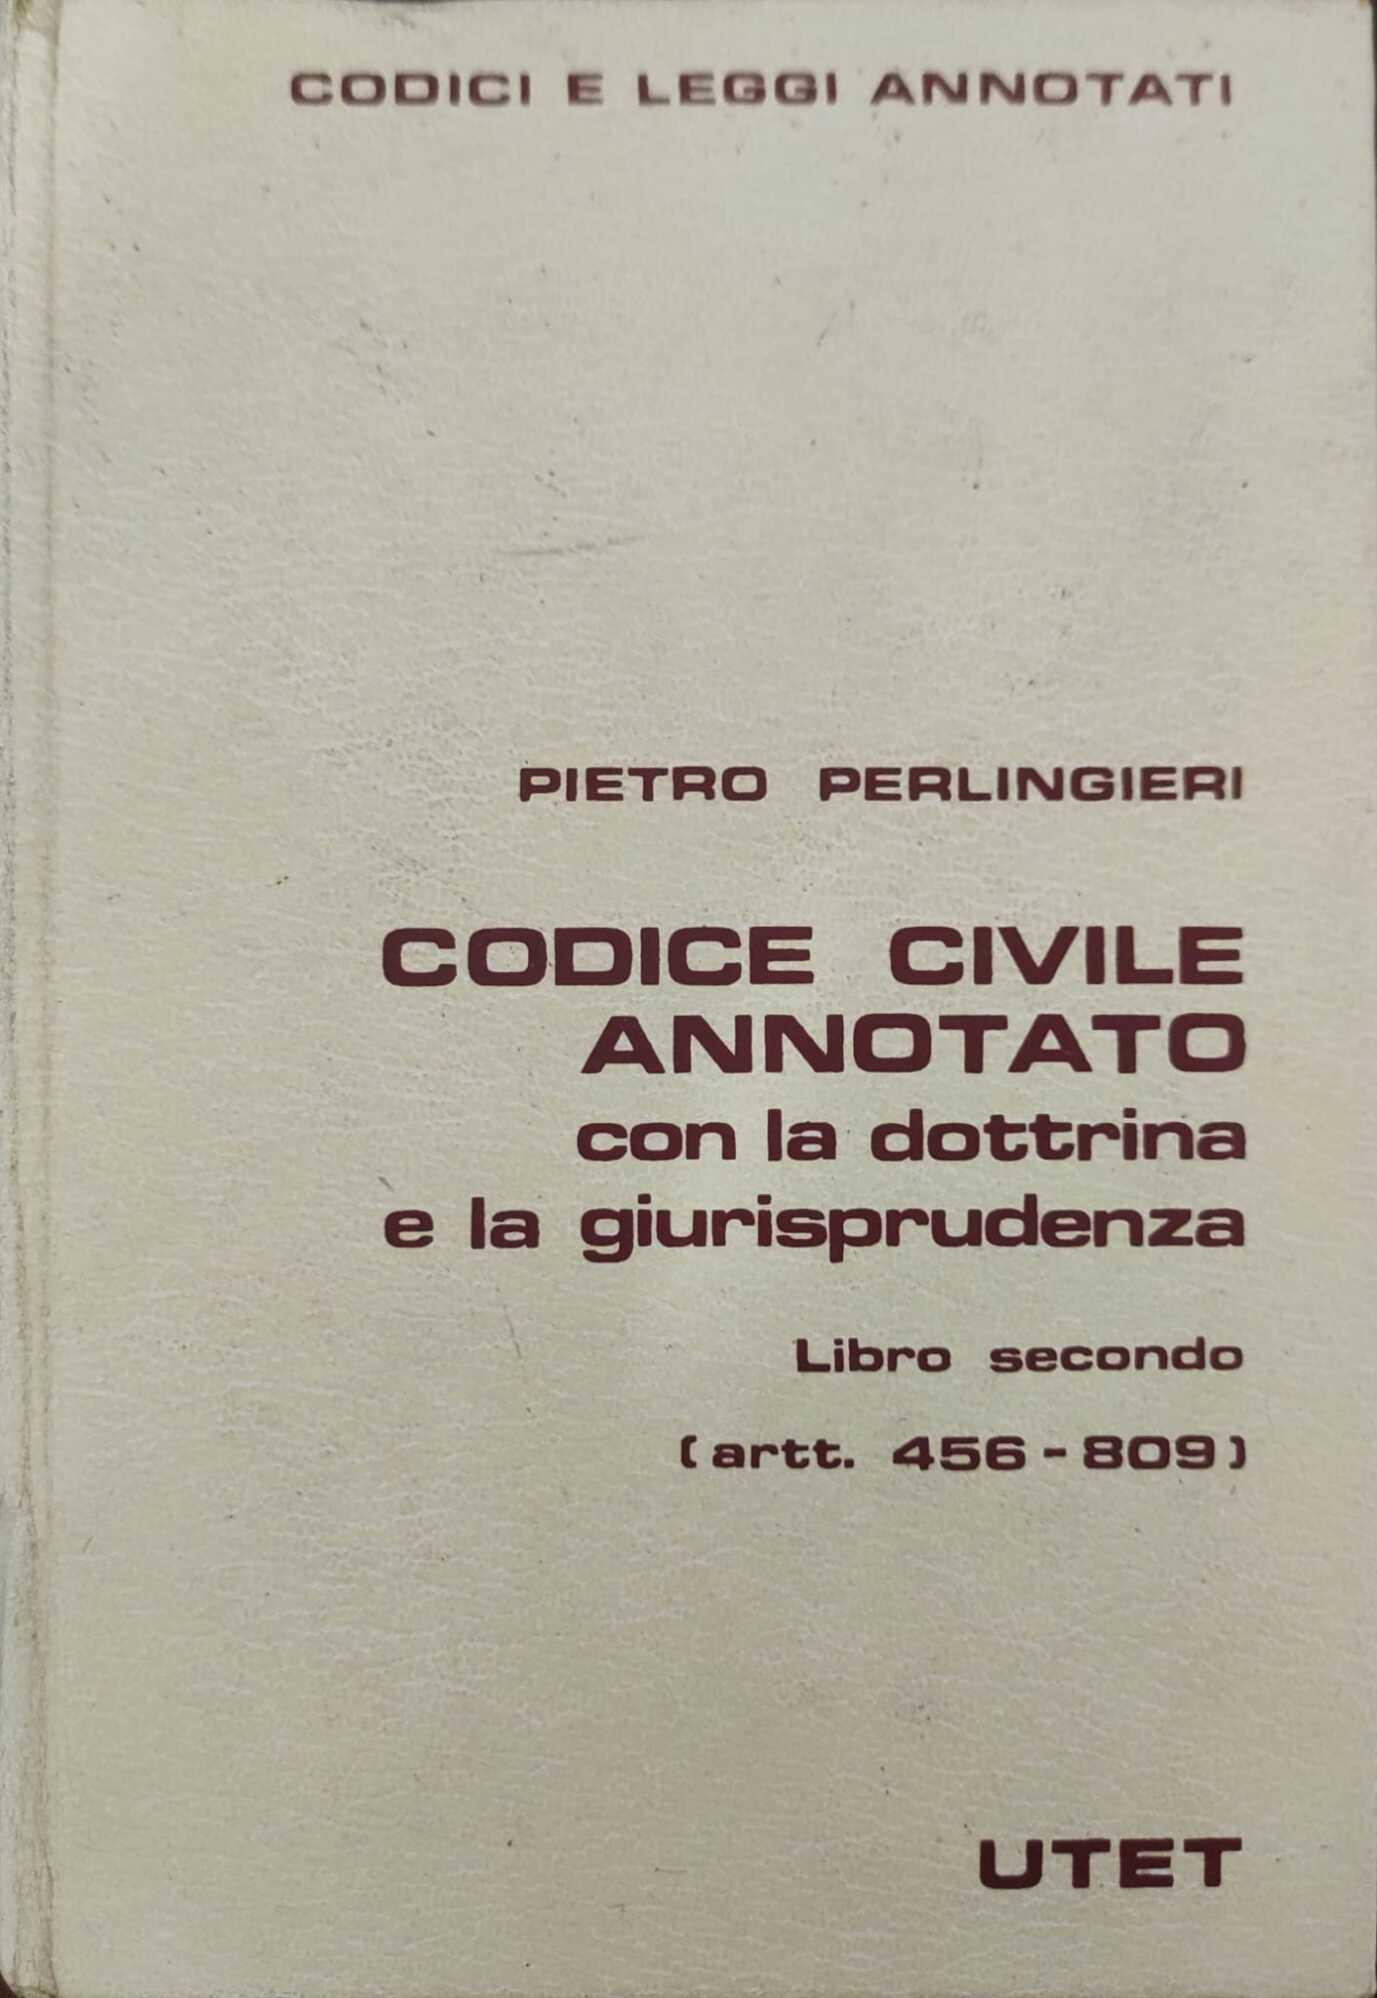 CODICI E LEGGI ANNOTATI
PIETRO PERLINGIERI
CODICE CIVILE
ANNOTATO
con la dottrina
e la giurisprudenza
Libro secondo
(artt. 456-809)
UTET